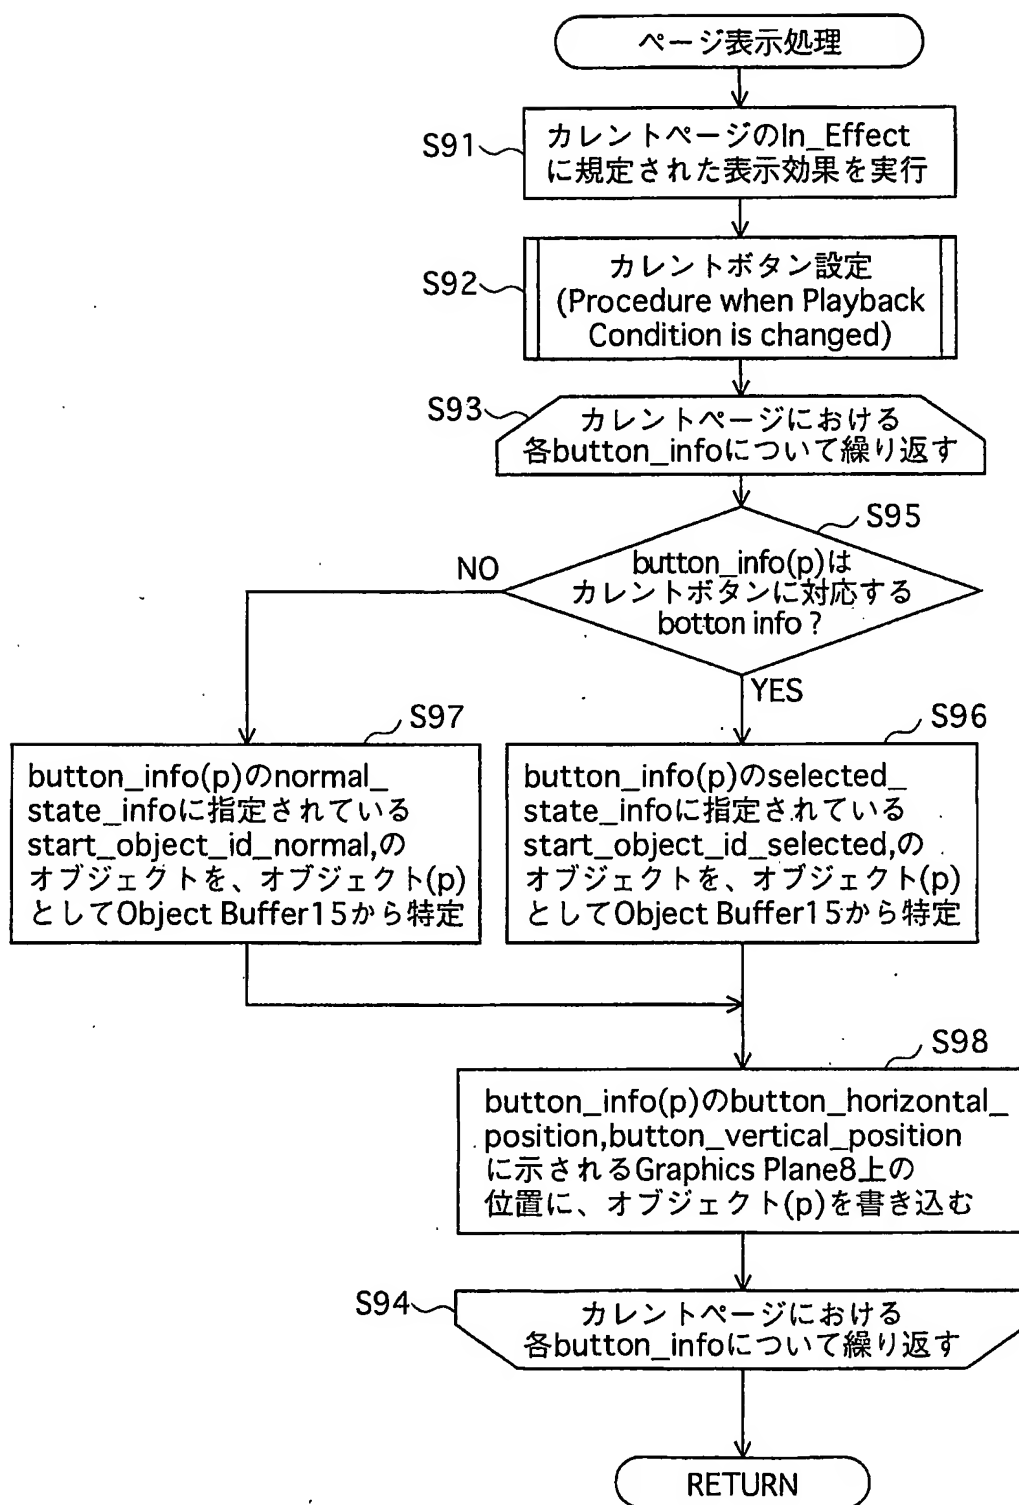 ページ表示処理
S91
カレントページのIn_Effect
に規定された表示効果を実行
S92
カレントボタン設定
(Procedure when Playback
Condition is changed)
S93
カレントページにおける
各button_infoについて繰り返す
S95
button_info(p)は
カレントボタンに対応する
botton info？
NO
YES
S97
button_info(p)のnormal_
state_infoに指定されている
start_object_id_normal,の
オブジェクトを、オブジェクト(p)
としてObject Buffer15から特定
S96
button_info(p)のselected_
state_infoに指定されている
start_object_id_selected,の
オブジェクトを、オブジェクト(p)
としてObject Buffer15から特定
S98
button_info(p)のbutton_horizontal_
position,button_vertical_position
に示されるGraphics Plane8上の
位置に、オブジェクト(p)を書き込む
S94
カレントページにおける
各button_infoについて繰り返す
RETURN